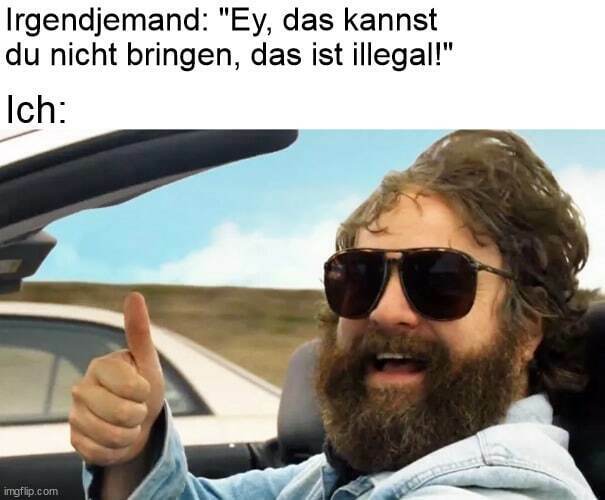 Irgendjemand: "Ey, das kannst
du nicht bringen, das ist illegal!"
Ich:
imgflip.com